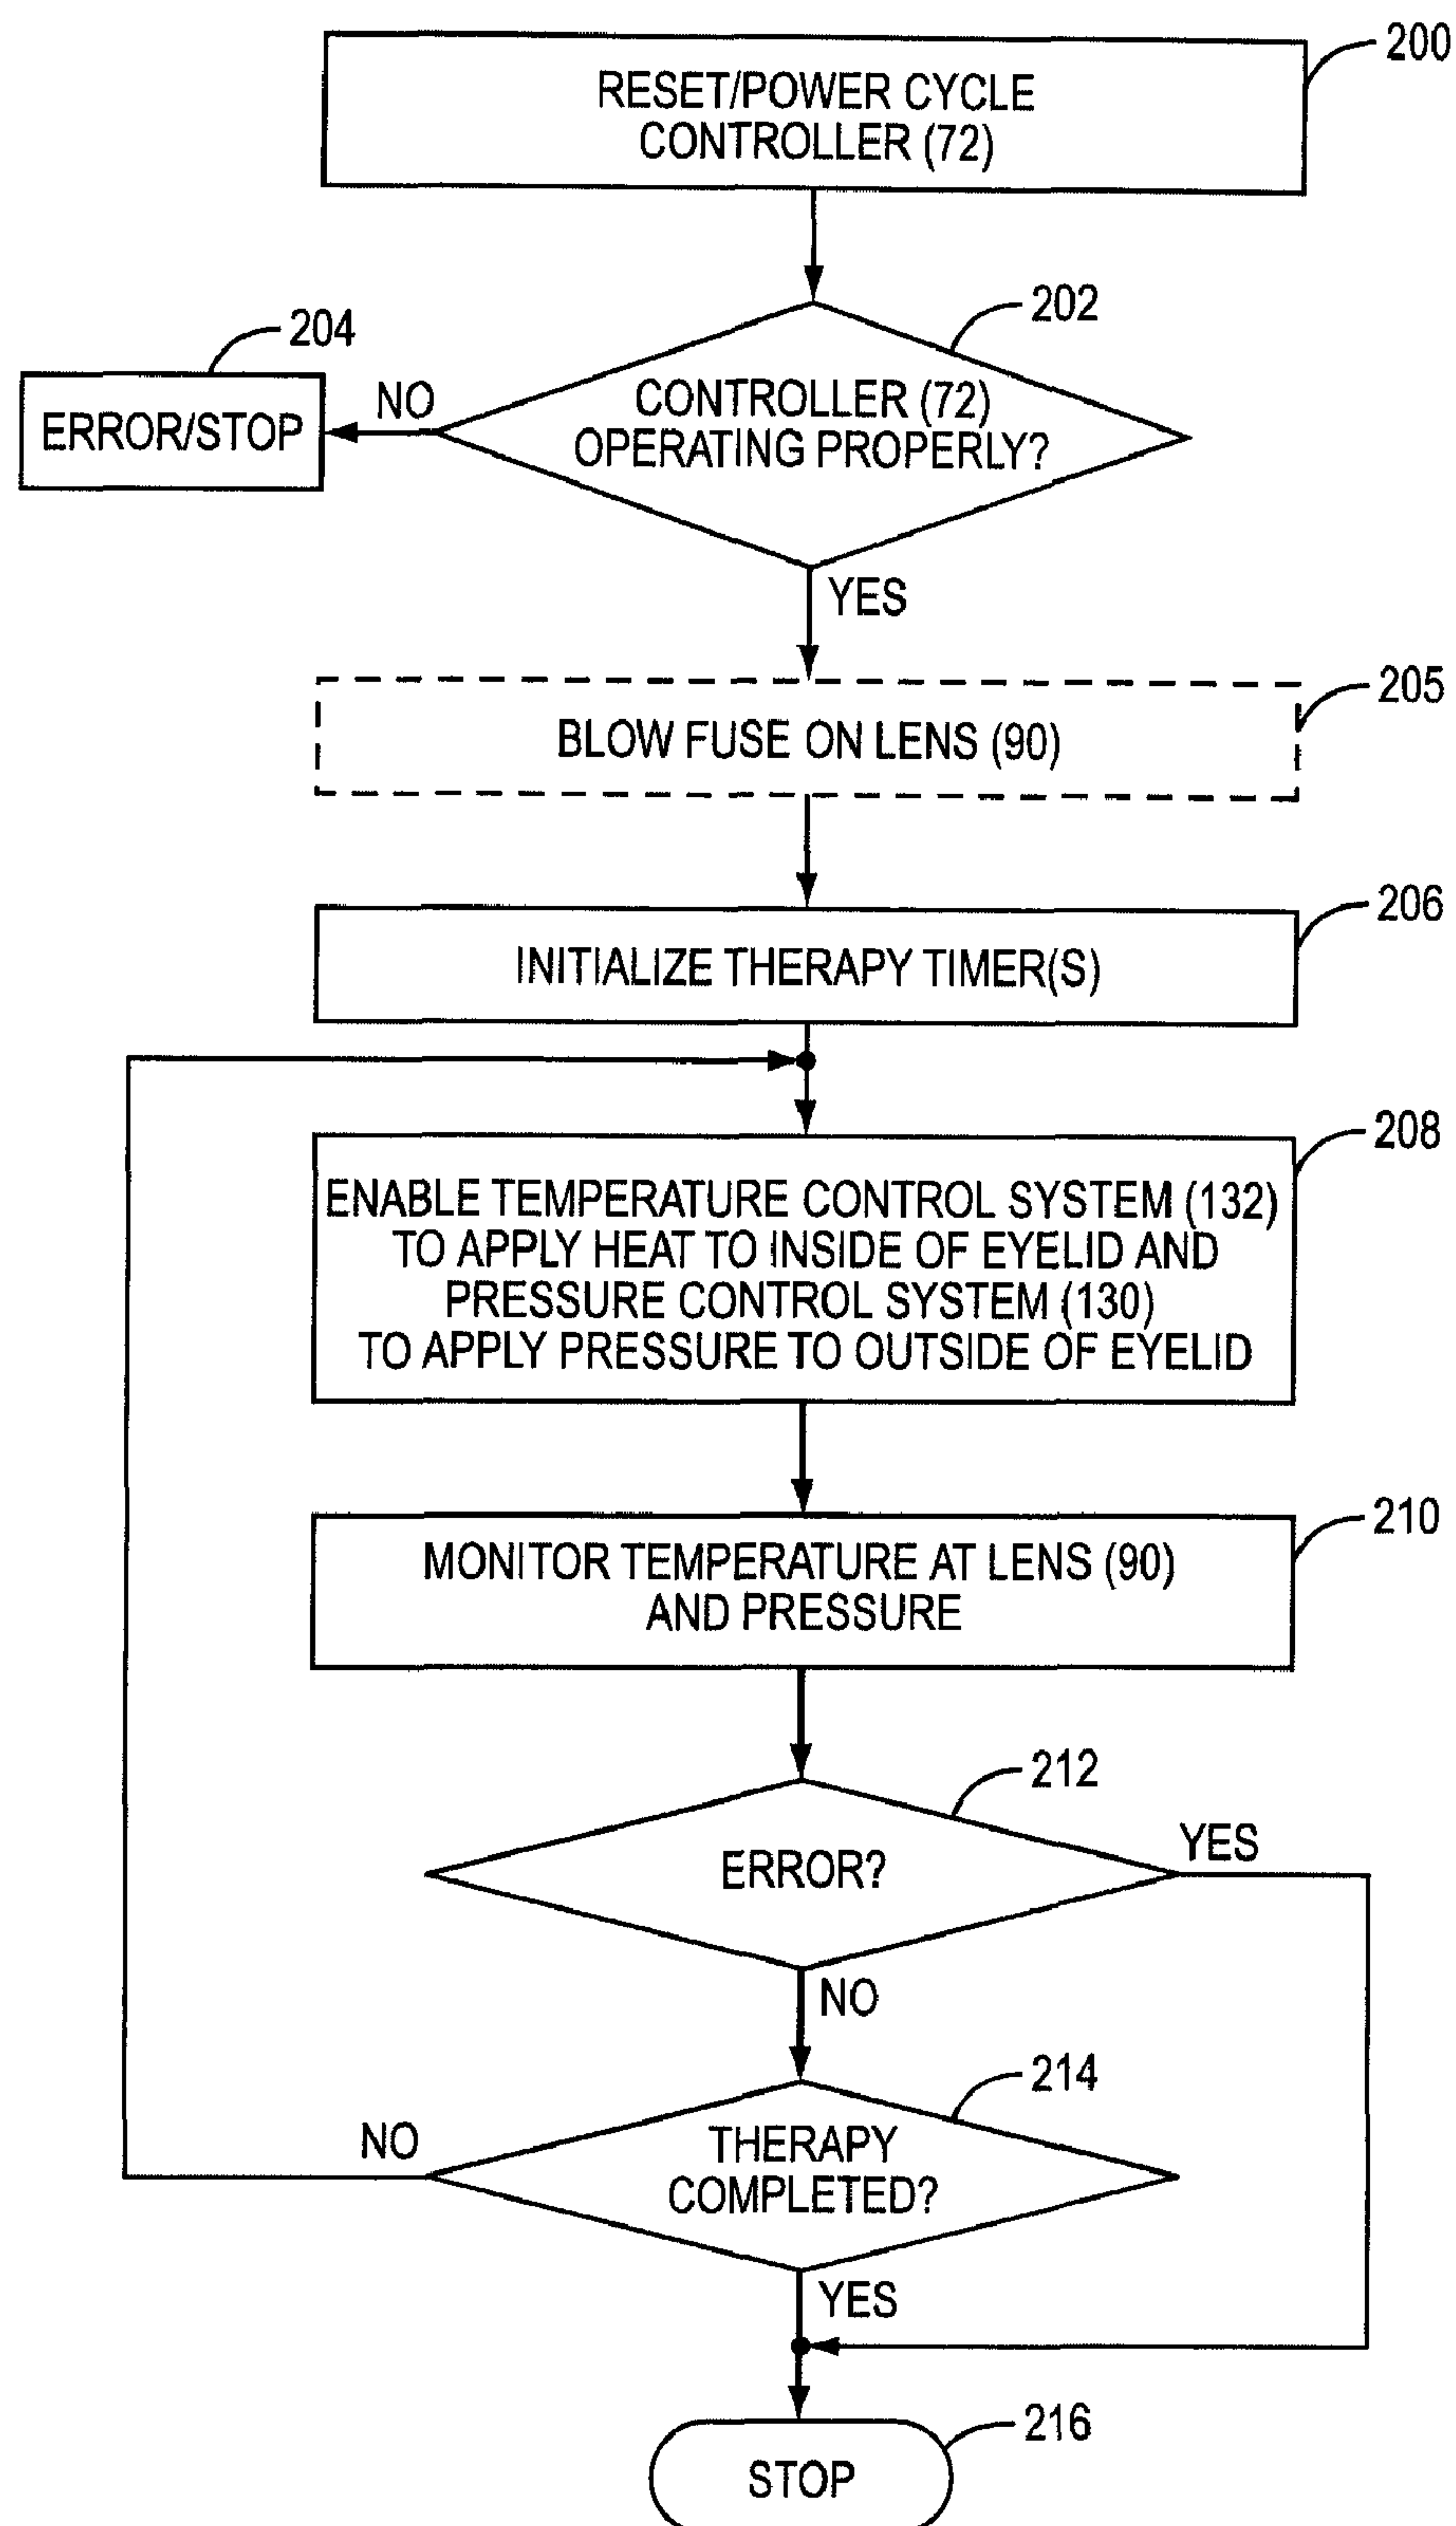 200
RESET/POWER CYCLE
CONTROLLER (72)
202
204
CONTROLLER (72)
OPERATING PROPERLY?
NO
ERROR/STOP
YES
205
BLOW FUSE ON LENS (90)
206
INITIALIZE THERAPY TIMER(S)
208
ENABLE TEMPERATURE CONTROL SYSTEM (132)
TO APPLY HEAT TO INSIDE OF EYELID AND
PRESSURE CONTROL SYSTEM (130)
TO APPLY PRESSURE TO OUTSIDE OF EYELID
210
MONITOR TEMPERATURE AT LENS (90)
AND PRESSURE
212
YES
ERROR?
NO
214
NO
THERAPY
COMPLETED?
YES
216
STOP